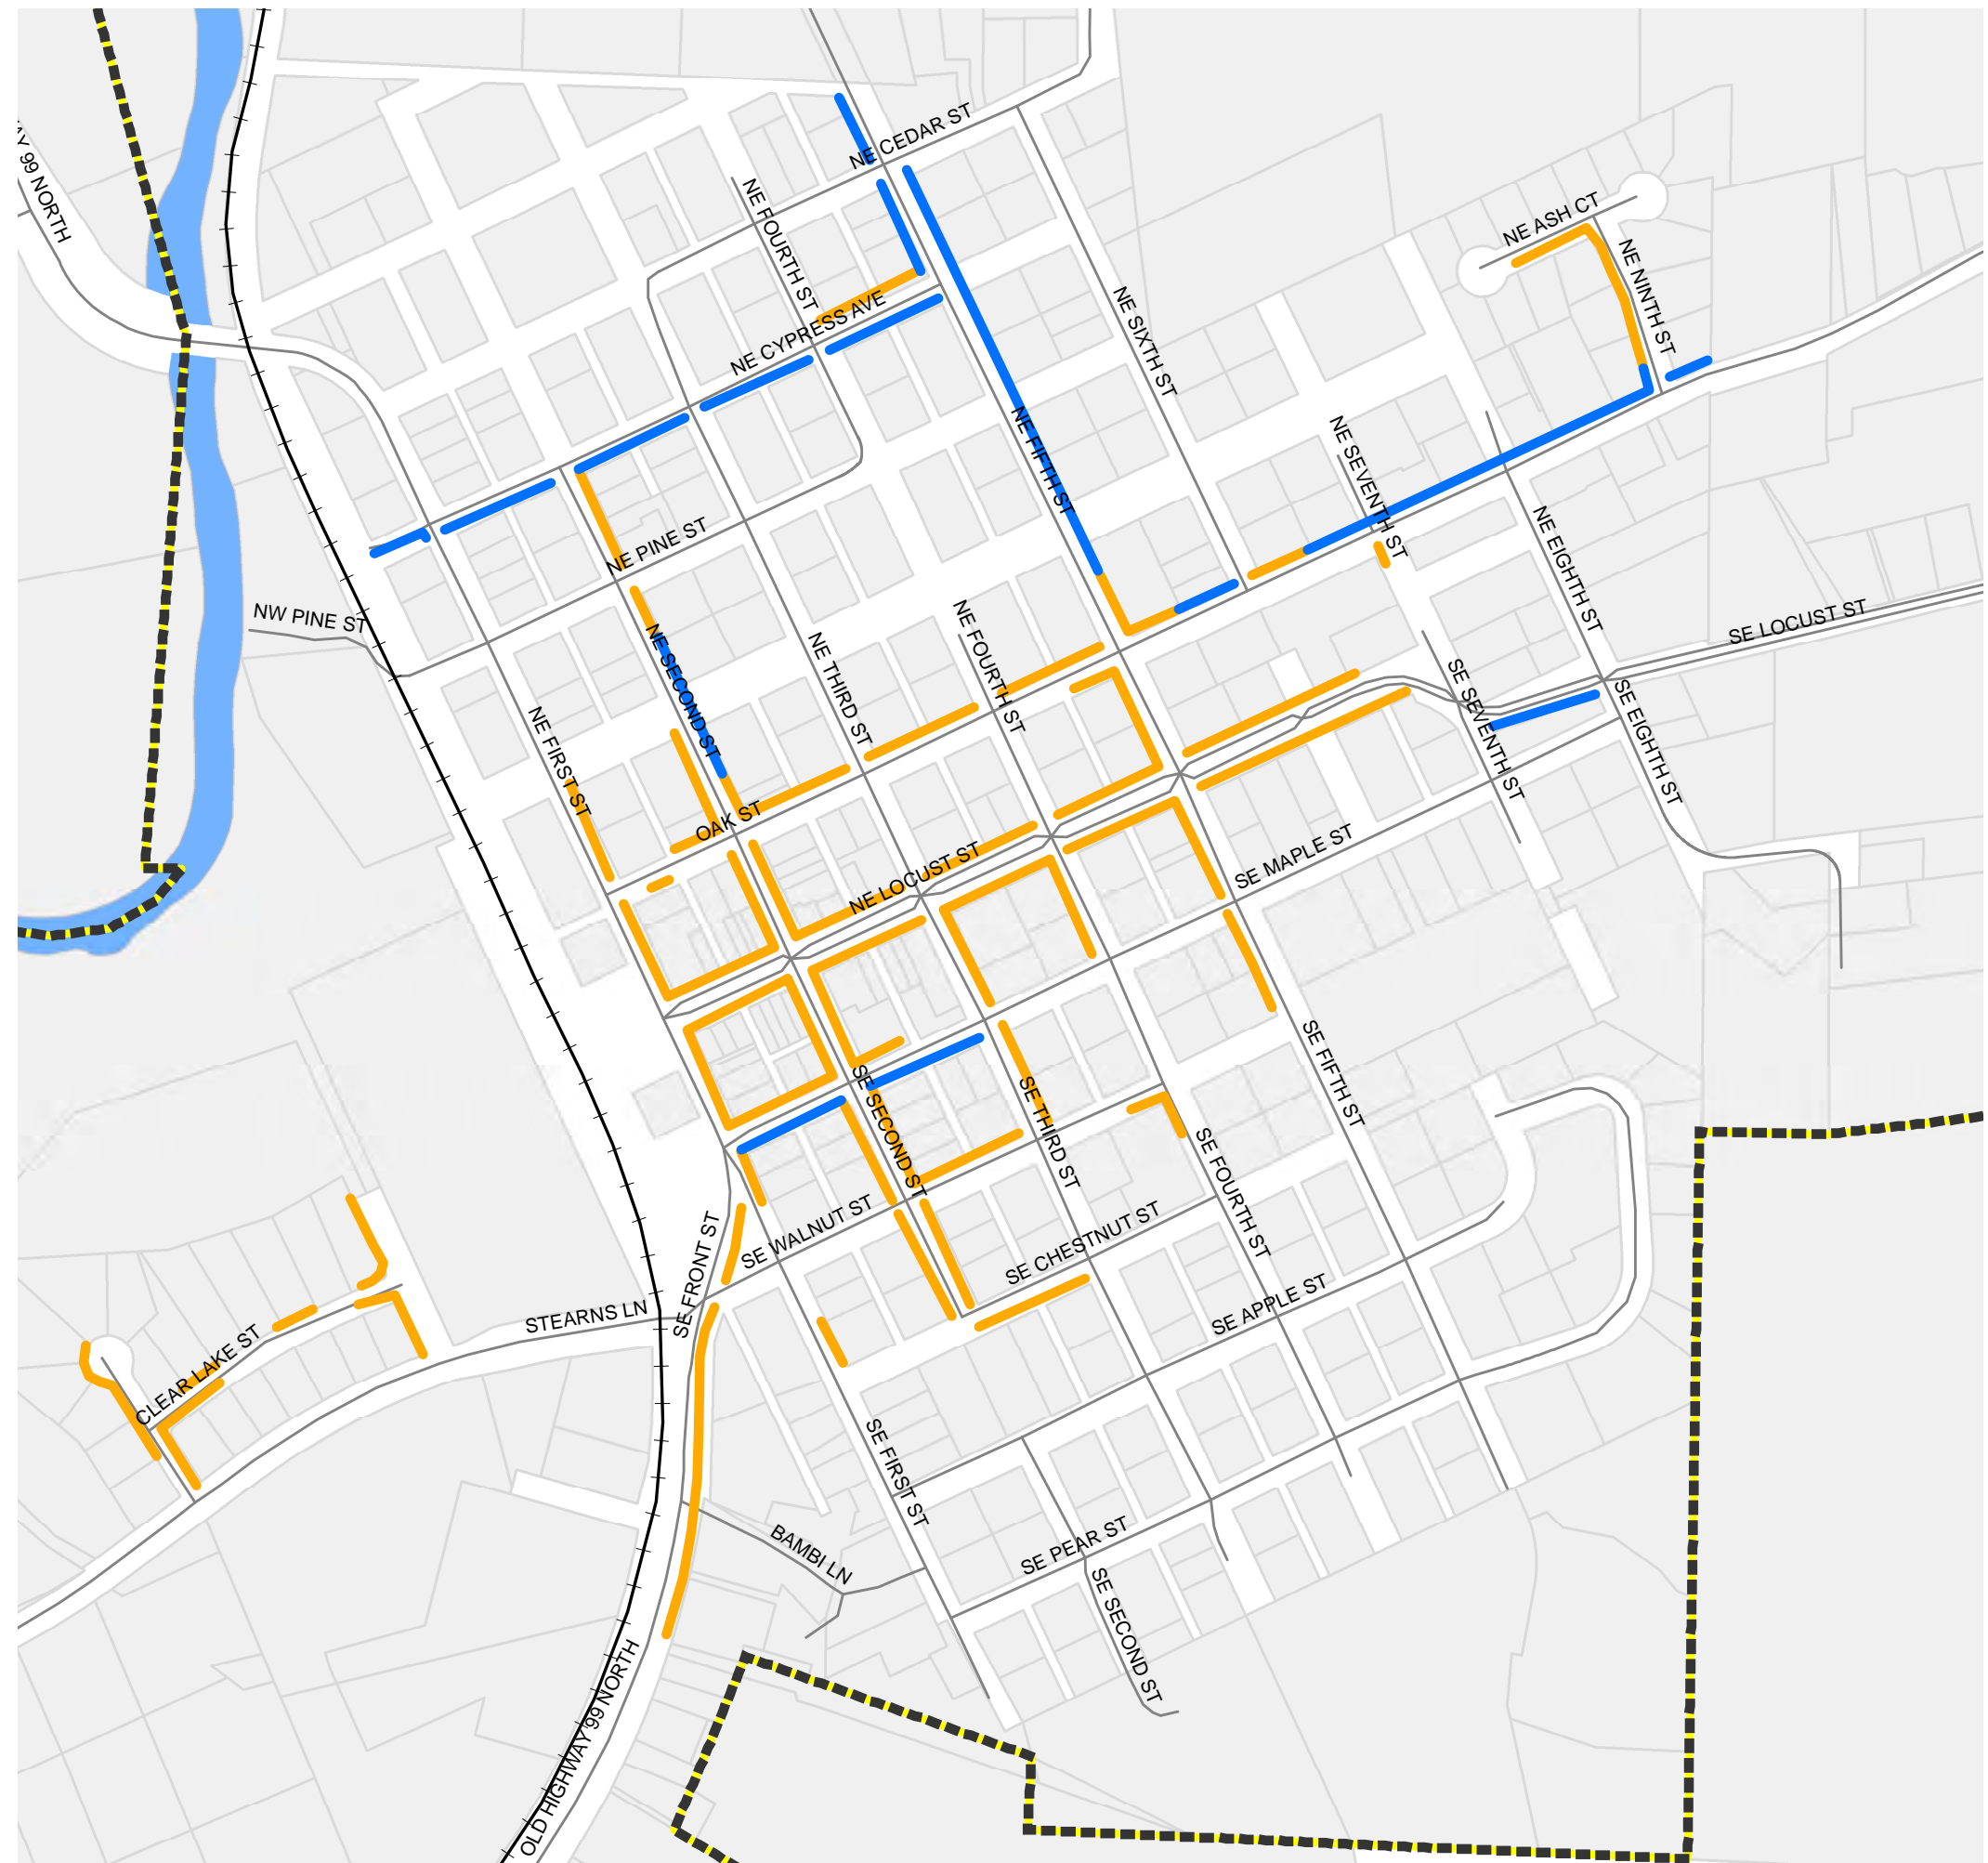 NE CEDAR ST
AY 99 NORTH
NE FOURTH ST
NE ASH CT
NE NINTH ST
NE CYPRESS AVE
NE SIXTH ST
NE FIFTH ST
NE SEVENTH ST
NE PINE ST
NE EIGHTH ST
NW PINE ST
NE SECOND ST
NE THIRD ST
NE FOURTH ST
SE LOCUST ST
NE FIRST ST
SE SEVENTH ST
SE EIGHTH ST
OAK ST
NE LOCUST ST
SE MAPLE ST
SE SECOND ST
SE THIRD ST
SE FIFTH ST
SE FOURTH ST
SE WALNUT ST
SE CHESTNUT ST
SE FRONT ST
STEARNS LN
SE APPLE ST
CLEAR LAKE ST
SE FIRST ST
BAMBI LN
SE PEAR ST
SE SECOND ST
OLD HIGHWAY 99 NORTH